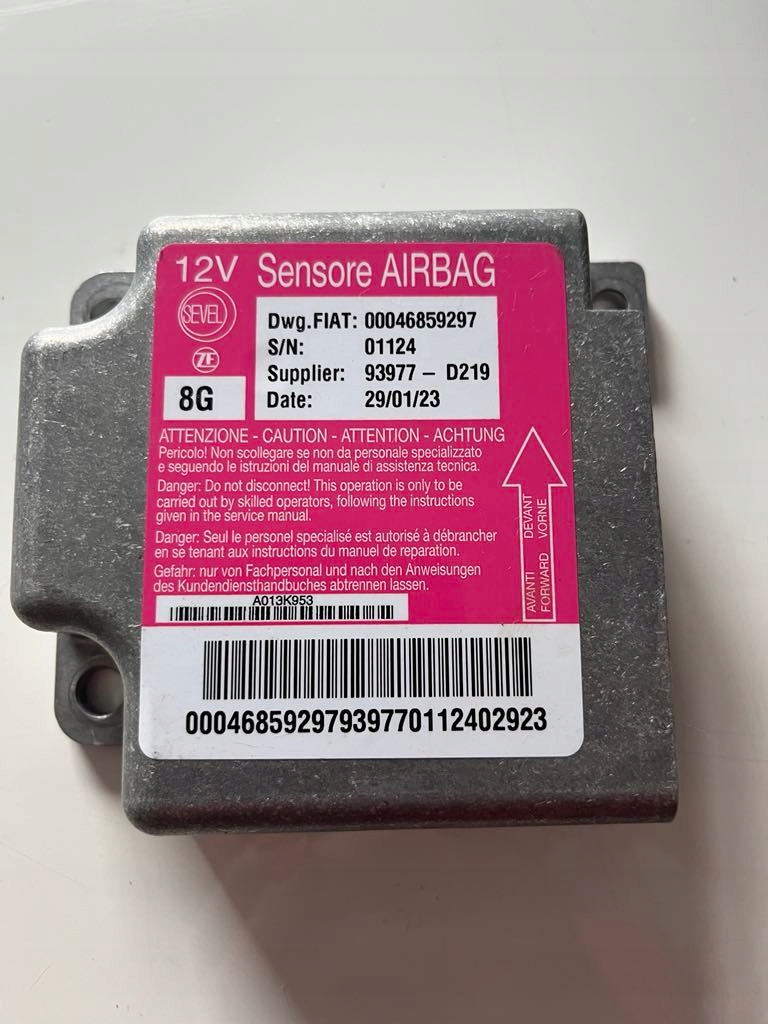 12V Sensore AIRBAG
SEVEL
ZF
8G
Dwg.FIAT: 00046859297
S/N: 01124
Supplier: 93977 - D219
Date: 29/01/23
ATTENZIONE - CAUTION - ATTENTION - ACHTUNG
Pericolo! Non scollegare se non da personale specializzato
e seguendo le istruzioni del manuale di assistenza tecnica.
Danger: Do not disconnect! This operation is only to be
carried out by skilled operators, following the instructions
given in the service manual.
Danger: Seul le personel specialisé est autorisé à débrancher
en se tenant aux instructions du manuel de reparation.
Gefahr: nur von Fachpersonal und nach den Anweisungen
des Kundendiensthandbuches abtrennen lassen.
AVANTI DEVANT
FORWARD VORNE
A013K953
00046859297939770112402923